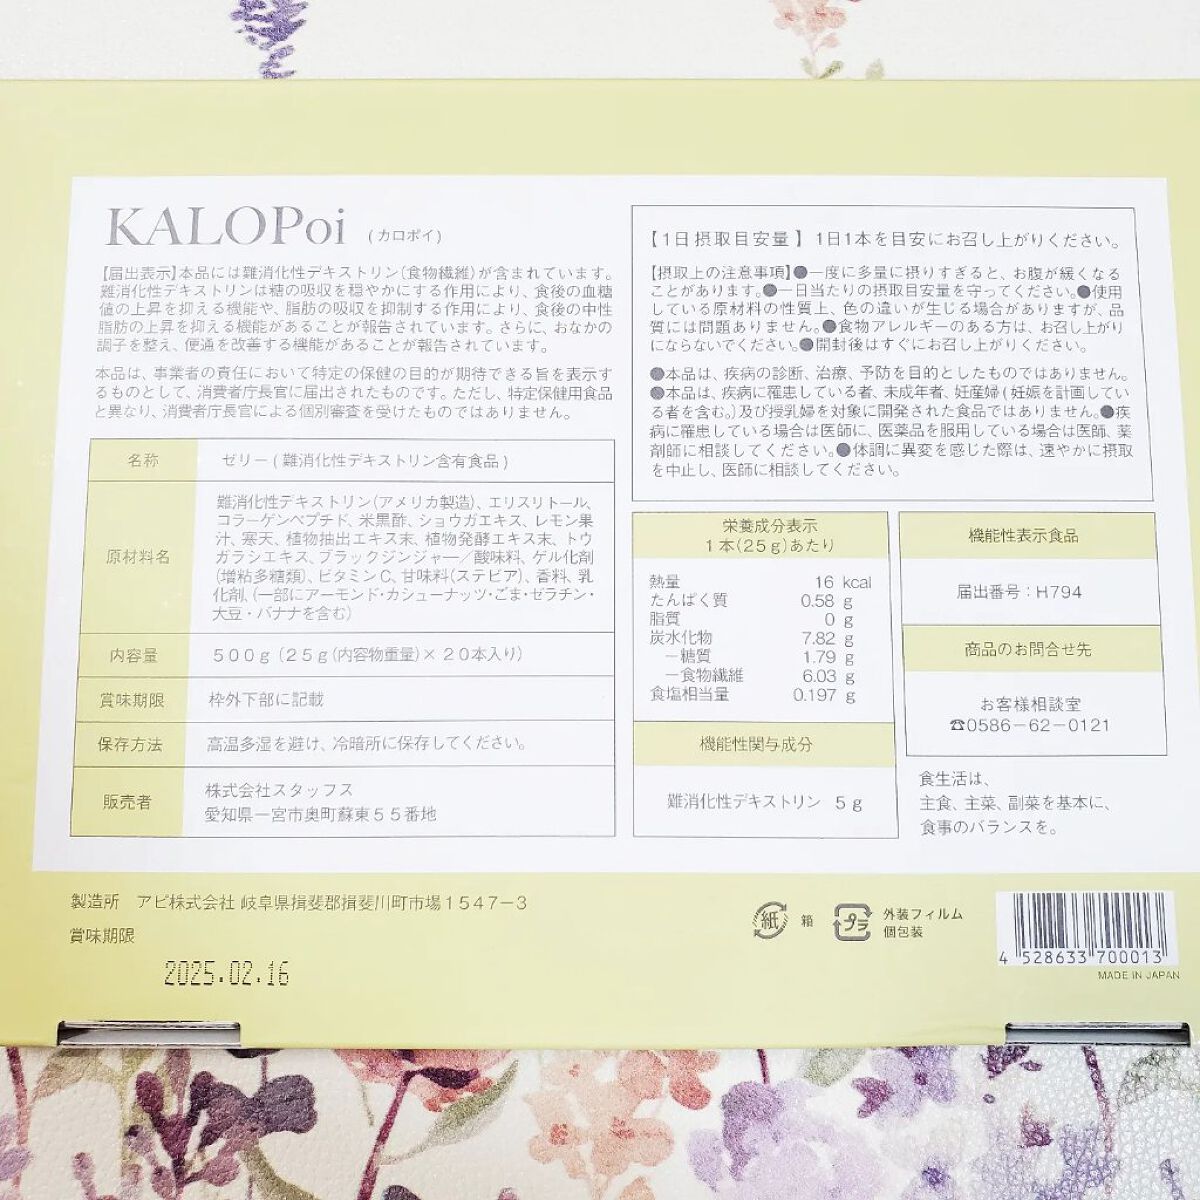 KALOPoi (カロポイ)
【届出表示】本品には難消化性デキストリン(食物繊維)が含まれています。
難消化性デキストリンは糖の吸収を穏やかにする作用により、食後の血糖
値の上昇を抑える機能や、脂肪の吸収を抑制する作用により、食後の中性
脂肪の上昇を抑える機能があることが報告されています。さらに、おなかの
調子を整え、便通を改善する機能があることが報告されています。
本品は、事業者の責任において特定の保健の目的が期待できる旨を表示す
るものとして、消費者庁長官に届出されたものです。ただし、特定保健用食品
と異なり、消費者庁長官による個別審査を受けたものではありません。
名称 ゼリー(難消化性デキストリン含有食品)
原材料名
難消化性デキストリン(アメリカ製造)、エリスリトール、
コラーゲンペプチド、米黒酢、ショウガエキス、レモン果
汁、寒天、植物抽出エキス末、植物発酵エキス末、トウ
ガラシエキス、ブラックジンジャー/酸味料、ゲル化剤
(増粘多糖類)、ビタミンC、甘味料(ステビア)、香料、乳
化剤、(一部にアーモンド・カシューナッツ・ごま・ゼラチン・
大豆・バナナを含む)
内容量 500g(25g(内容物重量)×20本入り)
賞味期限 枠外下部に記載
保存方法 高温多湿を避け、冷暗所に保存してください。
販売者
株式会社スタッフス
愛知県一宮市奥町蘇東55番地
【1日摂取目安量】1日1本を目安にお召し上がりください。
【摂取上の注意事項】●一度に多量に摂りすぎると、お腹が緩くなる
ことがあります。●一日当たりの摂取目安量を守ってください。●使用
している原材料の性質上、色の違いが生じる場合がありますが、品
質には問題ありません。●食物アレルギーのある方は、お召し上がり
にならないでください。●開封後はすぐにお召し上がりください。
●本品は、疾病の診断、治療、予防を目的としたものではありません。
●本品は、疾病に罹患している者、未成年者、妊産婦(妊娠を計画してい
る者を含む。)及び授乳婦を対象に開発された食品ではありません。●疾
病に罹患している場合は医師に、医薬品を服用している場合は医師、薬
剤師に相談してください。●体調に異変を感じた際は、速やかに摂取
を中止し、医師に相談してください。
栄養成分表示
1本(25g)あたり
熱量 16 kcal
たんぱく質 0.58 g
脂質 0 g
炭水化物 7.82 g
－糖質 1.79 g
－食物繊維 6.03 g
食塩相当量 0.197 g
機能性関与成分
難消化性デキストリン 5g
機能性表示食品
届出番号：H794
商品のお問合せ先
お客様相談室
☎0586－62－0121
食生活は、
主食、主菜、副菜を基本に、
食事のバランスを。
製造所 アピ株式会社 岐阜県揖斐郡揖斐川町市場1547－3
賞味期限
2025.02.16
紙 箱
プラ 外装フィルム
個包装
4 528633 700013
MADE IN JAPAN